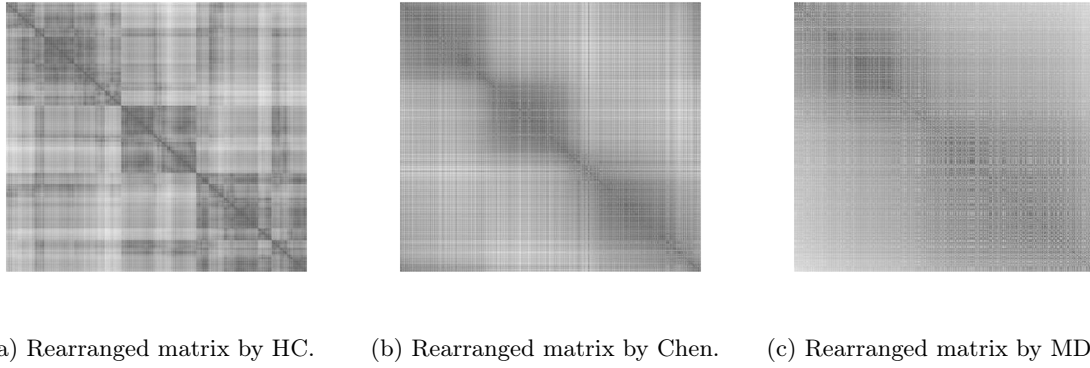 a) Rearranged matrix by HC.
(b) Rearranged matrix by Chen.
(c) Rearranged matrix by MD